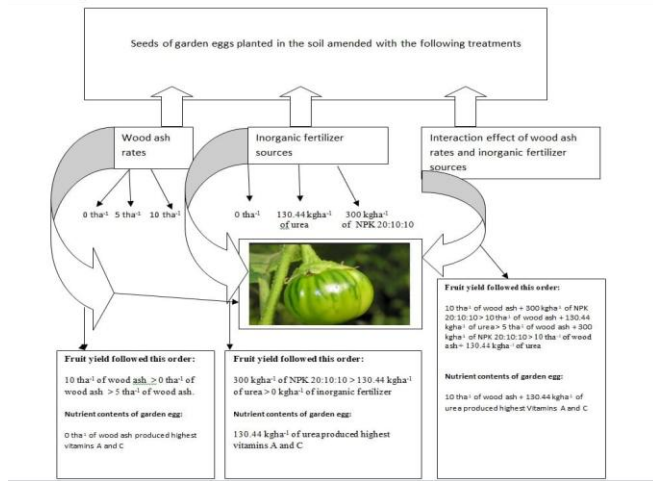 Seeds of garden eggs planted in the soil amended with the following treatments
Wood ash
rates
Inorganic fertilizer
sources
Interaction effect of wood ash
rates and inorganic fertilizer
sources
0 tha⁻¹ 5 tha⁻¹ 10 tha⁻¹
0 tha⁻¹ 130.44 kgha⁻¹ 300 kgha⁻¹
of urea of NPK 20:10:10
Fruit yield followed this order:
10 tha⁻¹ of wood ash > 0 tha⁻¹ of
wood ash > 5 tha⁻¹ of wood ash.
Nutrient contents of garden egg:
0 tha⁻¹ of wood ash produced highest
vitamins A and C
Fruit yield followed this order:
300 kgha⁻¹ of NPK 20:10:10 > 130.44 kgha⁻¹
of urea > 0 kgha⁻¹ of inorganic fertilizer
Nutrient contents of garden egg:
130.44 kgha⁻¹ of urea produced highest
vitamins A and C
Fruit yield followed this order:
10 tha⁻¹ of wood ash + 300 kgha⁻¹ of NPK
20:10:10 > 10 tha⁻¹ of wood ash + 130.44
kgha⁻¹ of urea > 5 tha⁻¹ of wood ash + 300
kgha⁻¹ of NPK 20:10:10 > 10 tha⁻¹ of wood
ash + 130.44 kgha⁻¹ of urea
Nutrient contents of garden egg:
10 tha⁻¹ of wood ash + 130.44 kgha⁻¹ of
urea produced highest Vitamins A and C